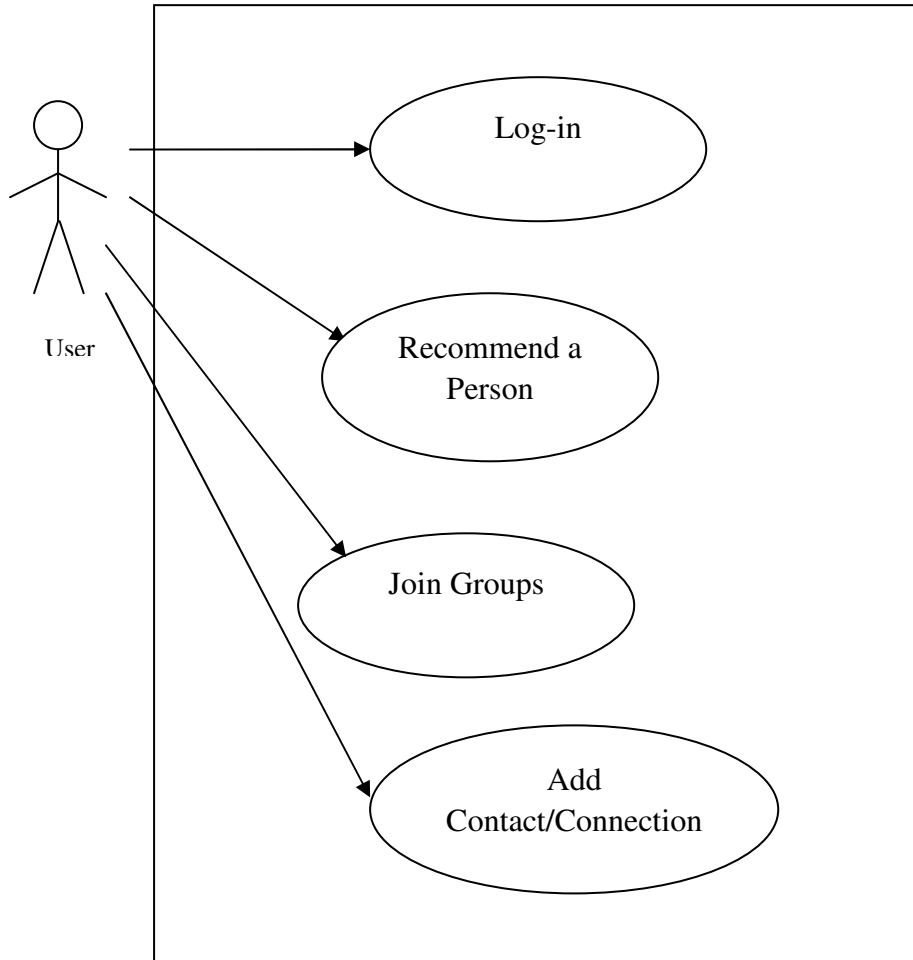 Log-in
User
Recommend a
Person
Join Groups
Add
Contact/Connection